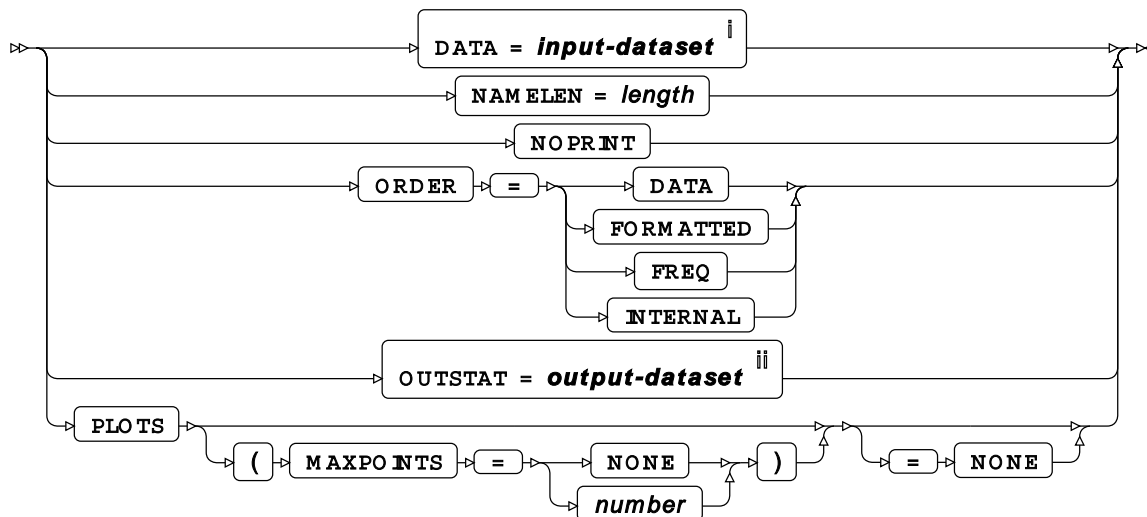 DATA = input-dataset i
NAMELEN = length
NOPRINT
ORDER = DATA
FORMATTED
FREQ
INTERNAL
OUTSTAT = output-dataset ii
PLOTS
( MAXPOINTS = NONE ) = NONE
number